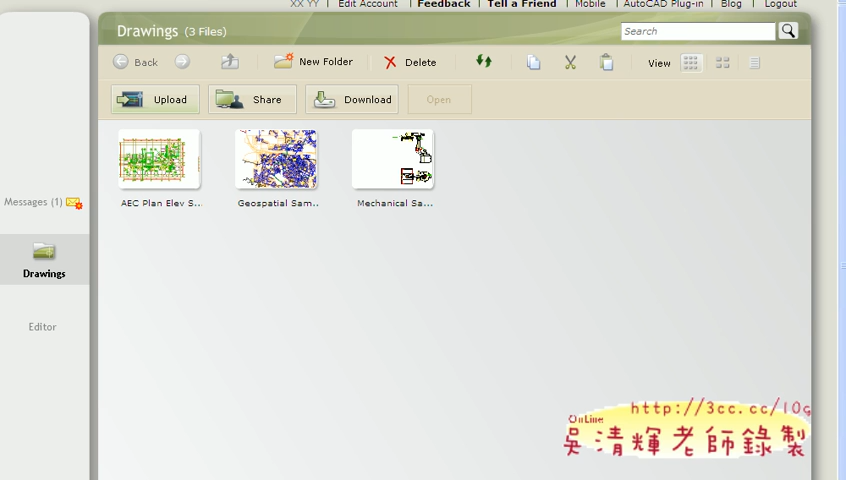 XX YY | Edit Account | Feedback | Tell a Friend | Mobile | AutoCAD Plug-in | Blog | Logout
Drawings (3 Files)
Search
Back
New Folder
Delete
View
Upload
Share
Download
Open
AEC Plan Elev S...
Geospatial Sam...
Mechanical Sa...
Messages (1)
Drawings
Editor
http://3cc.cc/10g
OnLine
吳清輝老師錄製